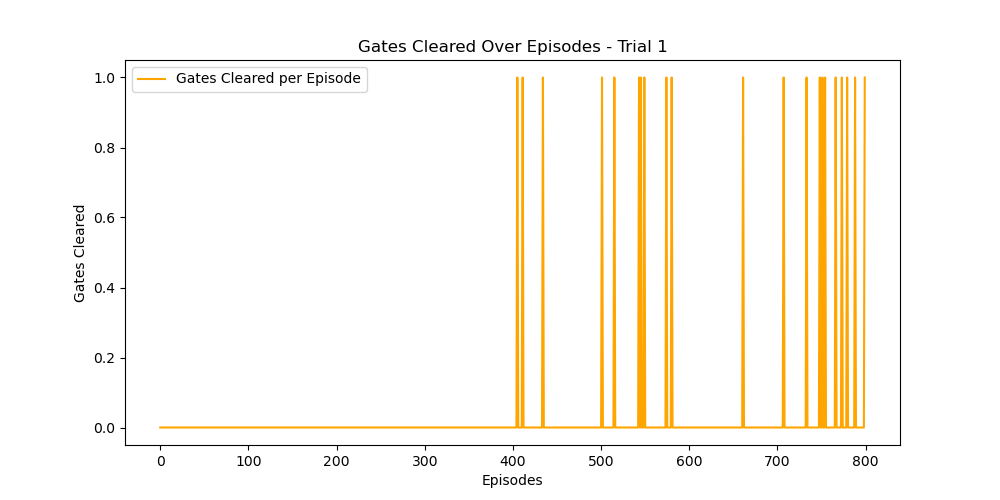 Gates Cleared Over Episodes - Trial 1
Gates Cleared per Episode
Gates Cleared
1.0
0.8
0.6
0.4
0.2
0.0
0 100 200 300 400 500 600 700 800
Episodes